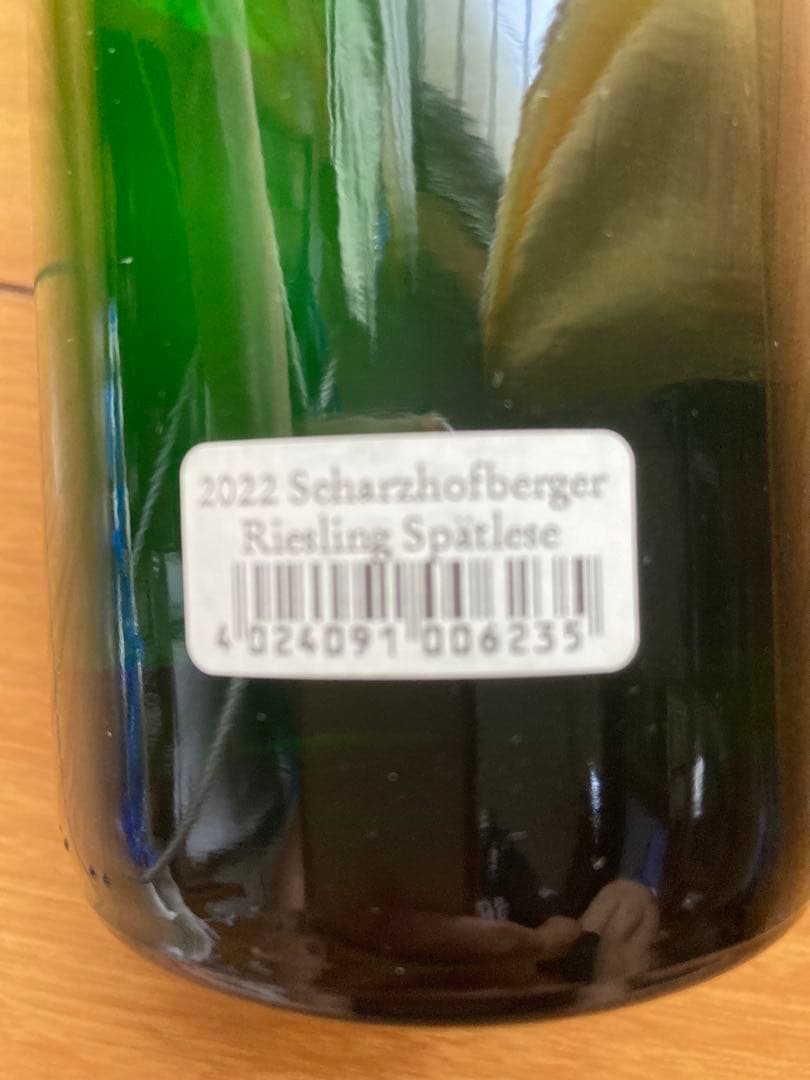 2022 Scharzhofberger
Riesling Spätlese
4 024091 006235